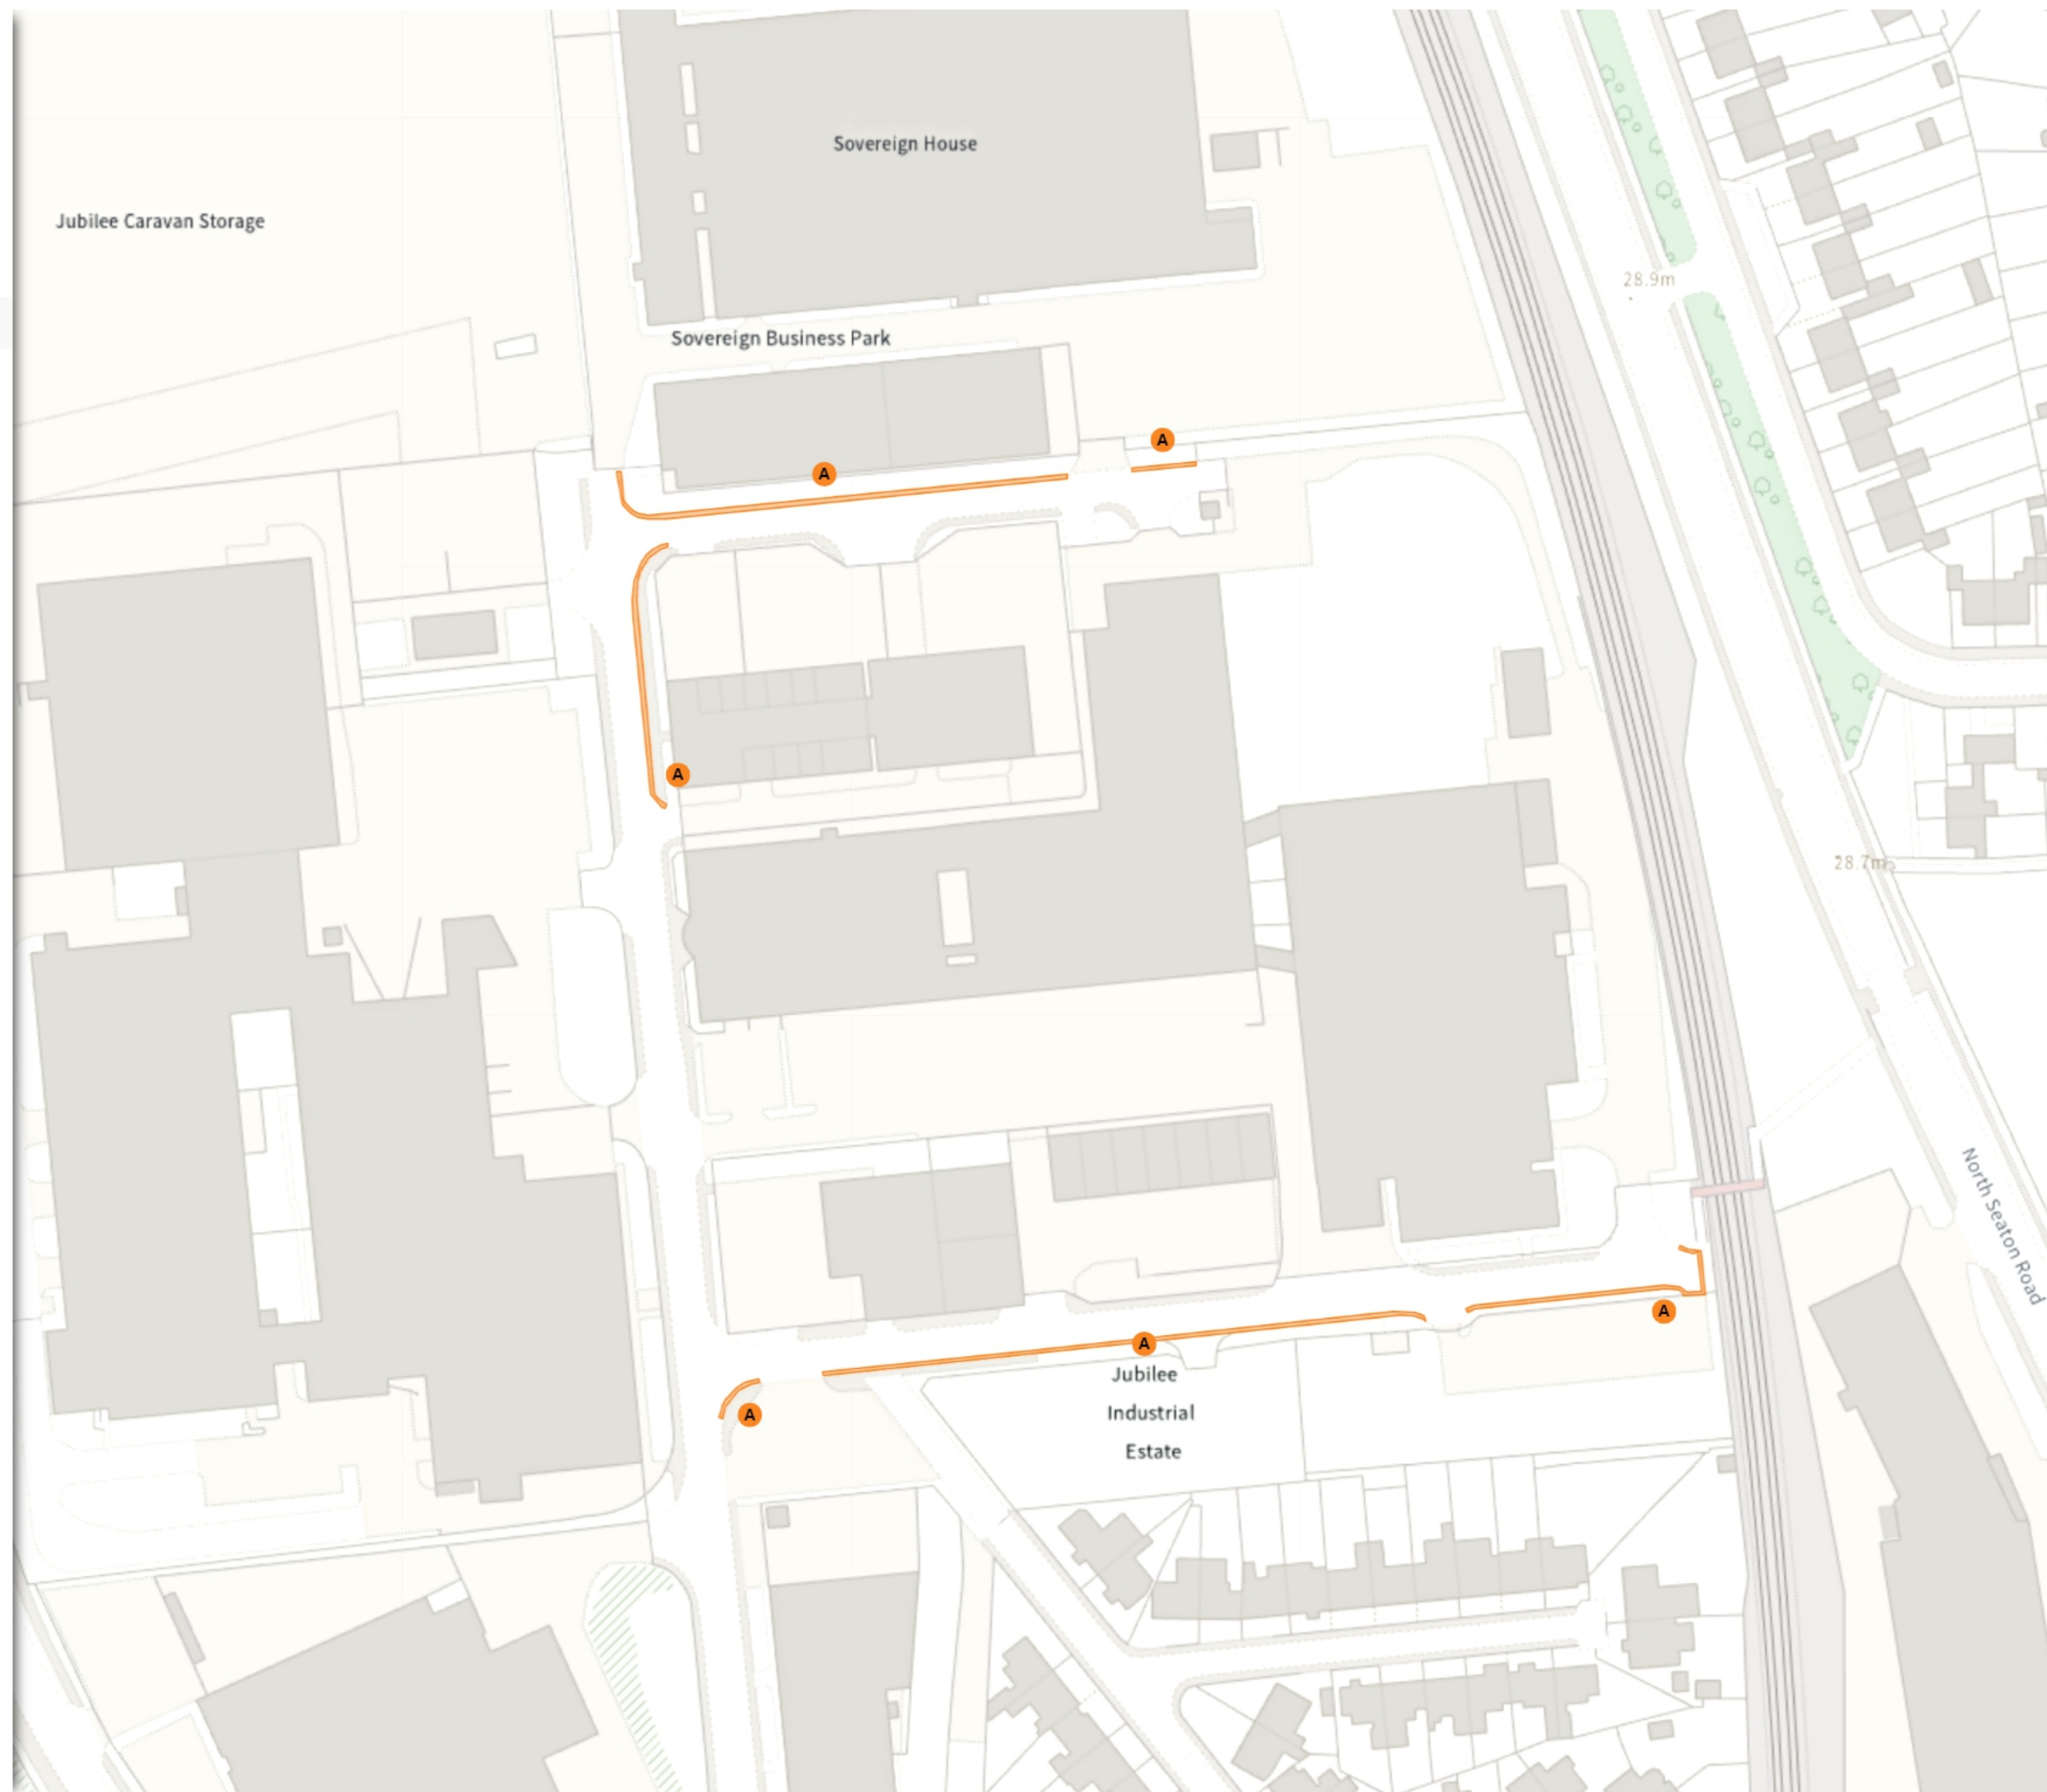 Sovereign House
Jubilee Caravan Storage
28.9m
Sovereign Business Park
A
A
A
28.7m
North Seaton Road
A
A
Jubilee
Industrial
Estate
A